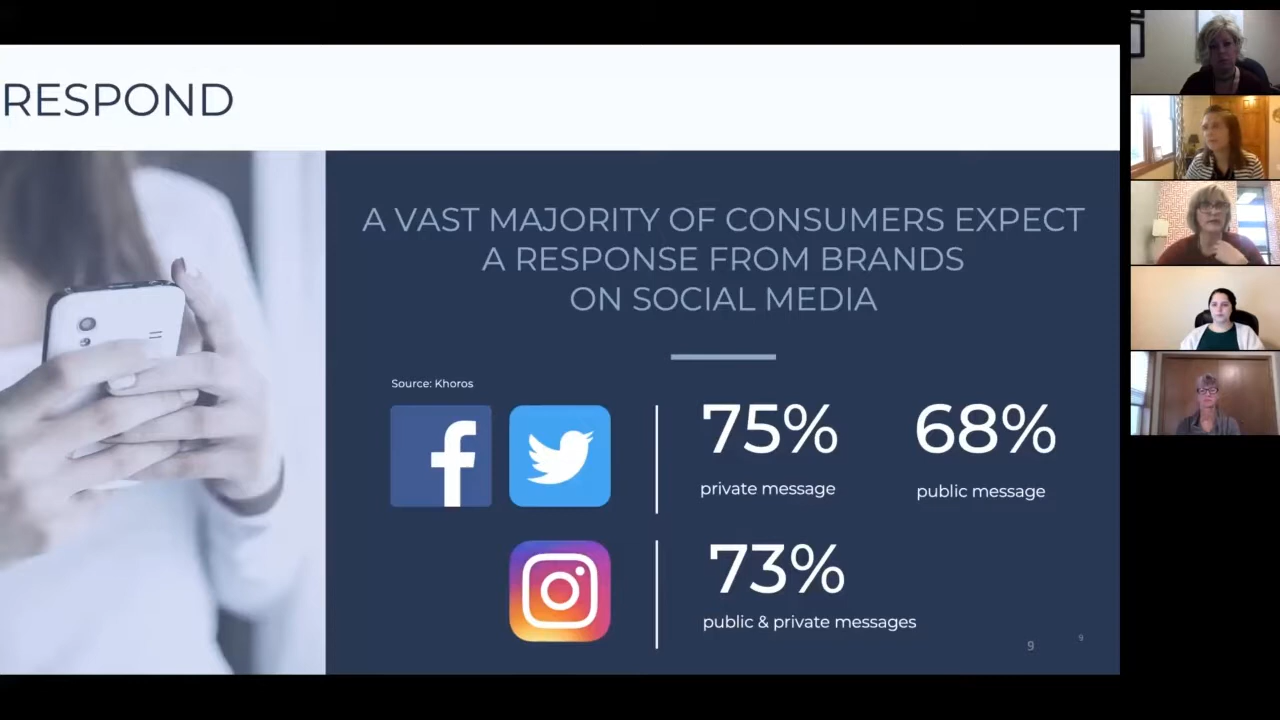 RESPOND
A VAST MAJORITY OF CONSUMERS EXPECT
A RESPONSE FROM BRANDS
ON SOCIAL MEDIA
Source: Khoros
75%
private message
68%
public message
73%
public & private messages
9
9